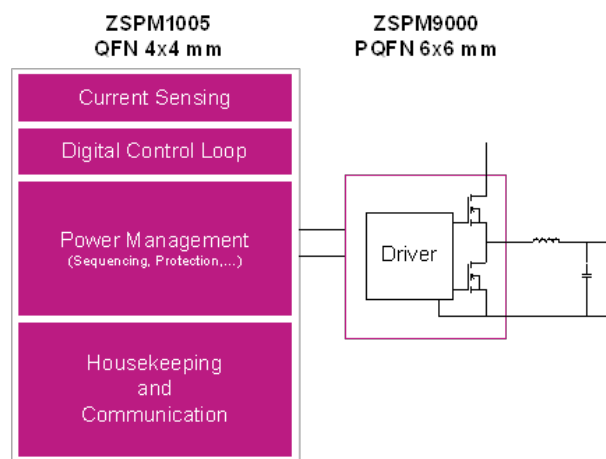 ZSPM1005
QFN 4x4 mm
ZSPM9000
PQFN 6x6 mm
Current Sensing
Digital Control Loop
Power Management
(Sequencing, Protection,...)
Housekeeping
and
Communication
Driver